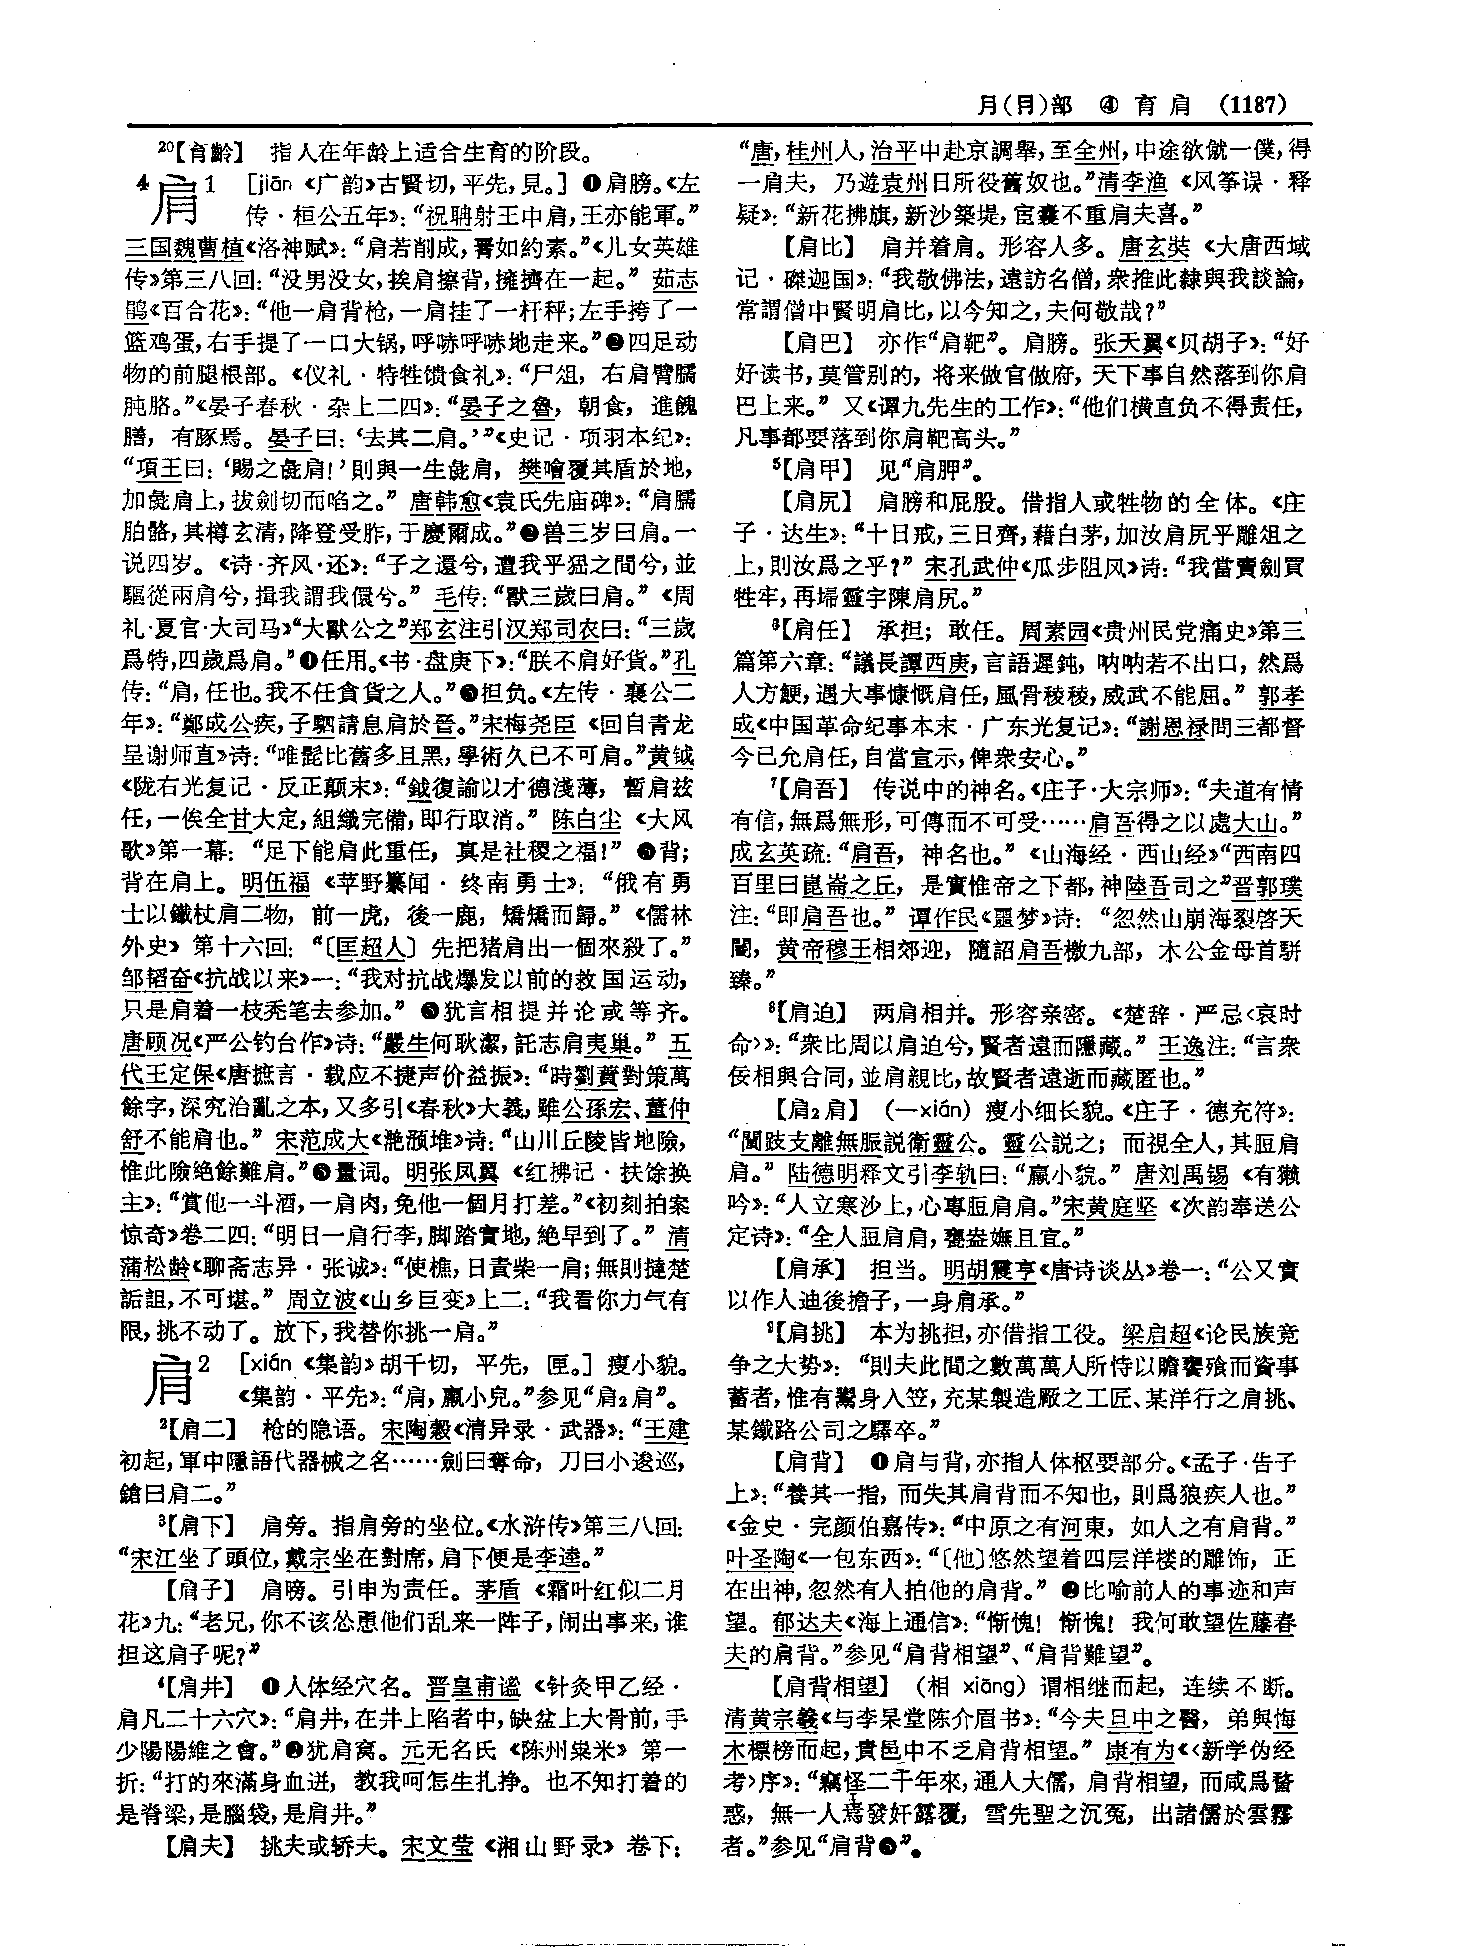 月(⺼)部 ④ 育 肩 (1187)
20【育齡】 指人在年龄上适合生育的阶段。
4 肩 1 [jiān《广韵》古賢切，平先，見。]❶肩膀。《左
传·桓公五年》：“祝聃射王中肩，王亦能軍。”
三国魏曹植《洛神赋》：“肩若削成，腰如約素。”《儿女英雄
传》第三八回：“没男没女，挨肩擦背，擁擠在一起。” 茹志
鹃《百合花》：“他一肩背枪，一肩挂了一杆秤；左手挎了一
篮鸡蛋，右手提了一口大锅，呼哧呼哧地走来。”❷四足动
物的前腿根部。《仪礼·特牲馈食礼》：“尸俎，右肩臂臑
肫胳。”《晏子春秋·杂上二四》：“晏子之魯，朝食，進餽
膳，有豚焉。晏子曰：‘去其二肩。’”《史记·项羽本纪》：
“項王曰：‘賜之彘肩！’則與一生彘肩，樊噲覆其盾於地，
加彘肩上，拔劍切而啗之。” 唐韩愈《袁氏先庙碑》：“肩臑
胉骼，其樽玄清，降登受胙，于慶爾成。”❸兽三岁曰肩。一
说四岁。《诗·齐风·还》：“子之還兮，遭我乎峱之間兮，並
驅從兩肩兮，揖我謂我儇兮。” 毛传：“獸三歲曰肩。”《周
礼·夏官·大司马》“大獸公之”郑玄注引汉郑司农曰：“三歲
爲特，四歲爲肩。”❹任用。《书·盘庚下》：“朕不肩好貨。”孔
传：“肩，任也。我不任貪貨之人。”❺担负。《左传·襄公二
年》：“鄭成公疾，子駟請息肩於晉。”宋梅尧臣《回自青龙
呈谢师直》诗：“唯髭比舊多且黑，學術久已不可肩。”黄钺
《陇右光复记·反正颠末》：“鉞復諭以才德淺薄，暫肩兹
任，一俟全甘大定，組織完備，即行取消。” 陈白尘《大风
歌》第一幕：“足下能肩此重任，真是社稷之福！” ❻背；
背在肩上。明伍福《苹野纂闻·终南勇士》：“俄有勇
士以鐵杖肩二物，前一虎，後一鹿，矯矯而歸。”《儒林
外史》第十六回：“〔匡超人〕先把猪肩出一個來殺了。”
邹韬奋《抗战以来》一：“我对抗战爆发以前的救国运动，
只是肩着一枝秃笔去参加。” ❼犹言相提并论或等齐。
唐顾况《严公钓台作》诗：“嚴生何耿潔，託志肩夷巢。” 五
代王定保《唐摭言·载应不捷声价益振》：“時劉蕡對策萬
餘字，深究治亂之本，又多引《春秋》大義，雖公孫宏、董仲
舒不能肩也。” 宋范成大《滟滪堆》诗：“山川丘陵皆地險，
惟此險絶餘難肩。”❽量词。明张凤翼《红拂记·扶馀换
主》：“賞他一斗酒，一肩肉，免他一個月打差。”《初刻拍案
惊奇》卷二四：“明日一肩行李，脚踏實地，絶早到了。” 清
蒲松龄《聊斋志异·张诚》：“使樵，日責柴一肩；無則撻楚
詬詛，不可堪。” 周立波《山乡巨变》上二：“我看你力气有
限，挑不动了。放下，我替你挑一肩。”
肩 2 [xián《集韵》胡千切，平先，匣。]瘦小貌。
《集韵·平先》：“肩，羸小皃。”参见“肩2肩”。
2【肩二】 枪的隐语。宋陶穀《清异录·武器》：“王建
初起，軍中隱語代器械之名……劍曰奪命，刀曰小逡巡，
鎗曰肩二。”
3【肩下】 肩旁。指肩旁的坐位。《水浒传》第三八回：
“宋江坐了頭位，戴宗坐在對席，肩下便是李逵。”
【肩子】 肩膀。引申为责任。茅盾《霜叶红似二月
花》九：“老兄，你不该怂恿他们乱来一阵子，闹出事来，谁
担这肩子呢？”
4【肩井】 ❶人体经穴名。晋皇甫谧《针灸甲乙经·
肩凡二十六穴》：“肩井，在井上陷者中，缺盆上大骨前，手
少陽陽維之會。”❷犹肩窝。元无名氏《陈州粜米》第一
折：“打的來滿身血迸，教我呵怎生扎挣。也不知打着的
是脊梁，是腦袋，是肩井。”
【肩夫】 挑夫或轿夫。宋文莹《湘山野录》卷下：
“唐，桂州人，治平中赴京調舉，至全州，中途欲僦一僕，得
一肩夫，乃遊袁州日所役舊奴也。”清李渔《风筝误·释
疑》：“新花拂旗，新沙築堤，宦囊不重肩夫喜。”
【肩比】 肩并着肩。形容人多。唐玄奘《大唐西域
记·磔迦国》：“我敬佛法，遠訪名僧，衆推此隸與我談論，
常謂僧中賢明肩比，以今知之，夫何敬哉？”
【肩巴】 亦作“肩靶”。肩膀。张天翼《贝胡子》：“好
好读书，莫管别的，将来做官做府，天下事自然落到你肩
巴上来。” 又《谭九先生的工作》：“他们横直负不得责任，
凡事都要落到你肩靶高头。”
5【肩甲】 见“肩胛”。
【肩尻】 肩膀和屁股。借指人或牲物的全体。《庄
子·达生》：“十日戒，三日齊，藉白茅，加汝肩尻乎雕俎之
上，則汝爲之乎？” 宋孔武仲《瓜步阻风》诗：“我當賣劍買
牲牢，再埽靈宇陳肩尻。”
6【肩任】 承担；敢任。周素园《贵州民党痛史》第三
篇第六章：“議長譚西庚，言語遲鈍，呐呐若不出口，然爲
人方鯁，遇大事慷慨肩任，風骨稜稜，威武不能屈。” 郭孝
成《中国革命纪事本末·广东光复记》：“謝恩禄問三都督
今已允肩任，自當宣示，俾衆安心。”
7【肩吾】 传说中的神名。《庄子·大宗师》：“夫道有情
有信，無爲無形，可傳而不可受……肩吾得之以處大山。”
成玄英疏：“肩吾，神名也。”《山海经·西山经》“西南四
百里曰崑崙之丘，是實惟帝之下都，神陸吾司之”晋郭璞
注：“即肩吾也。” 谭作民《噩梦》诗：“忽然山崩海裂啓天
閶，黄帝穆王相郊迎，隨詔肩吾檄九部，木公金母首駢
臻。”
8【肩迫】 两肩相并。形容亲密。《楚辞·严忌〈哀时
命〉》：“衆比周以肩迫兮，賢者遠而隱藏。” 王逸注：“言衆
佞相與合同，並肩親比，故賢者遠逝而藏匿也。”
【肩2肩】（一xián）瘦小细长貌。《庄子·德充符》：
“闉跂支離無脤説衛靈公。靈公説之；而視全人，其脰肩
肩。” 陆德明释文引李轨曰：“羸小貌。” 唐刘禹锡《有獭
吟》：“人立寒沙上，心專脰肩肩。”宋黄庭坚《次韵奉送公
定诗》：“全人脰肩肩，甕盎嫵且宜。”
【肩承】 担当。明胡震亨《唐诗谈丛》卷一：“公又實
以作人迪後擔子，一身肩承。”
9【肩挑】 本为挑担，亦借指工役。梁启超《论民族竞
争之大势》：“則夫此間之數萬萬人所恃以贍饔飱而資事
蓄者，惟有鬻身入笠，充某製造厰之工匠、某洋行之肩挑、
某鐵路公司之驛卒。”
【肩背】 ❶肩与背，亦指人体枢要部分。《孟子·告子
上》：“養其一指，而失其肩背而不知也，則爲狼疾人也。”
《金史·完颜伯嘉传》：“中原之有河東，如人之有肩背。”
叶圣陶《一包东西》：“〔他〕悠然望着四层洋楼的雕饰，正
在出神，忽然有人拍他的肩背。” ❷比喻前人的事迹和声
望。郁达夫《海上通信》：“惭愧！惭愧！我何敢望佐藤春
夫的肩背。”参见“肩背相望”、“肩背難望”。
【肩背相望】（相 xiāng）谓相继而起，连续不断。
清黄宗羲《与李杲堂陈介眉书》：“今夫旦中之醫，弟與悔
木標榜而起，貴邑中不乏肩背相望。” 康有为《〈新学伪经
考〉序》：“竊怪二千年來，通人大儒，肩背相望，而咸爲瞀
惑，無一人焉發奸露覆，雪先聖之沉冤，出諸儒於雲霧
者。”参见“肩背❷”。